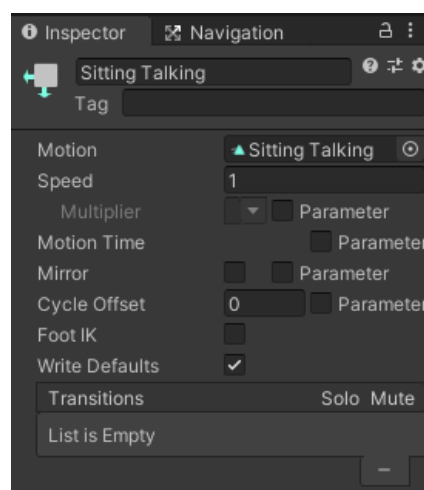 Inspector Navigation
Sitting Talking
Tag
Motion Sitting Talking
Speed 1
Multiplier Parameter
Motion Time Parameter
Mirror Parameter
Cycle Offset 0 Parameter
Foot IK
Write Defaults
Transitions Solo Mute
List is Empty